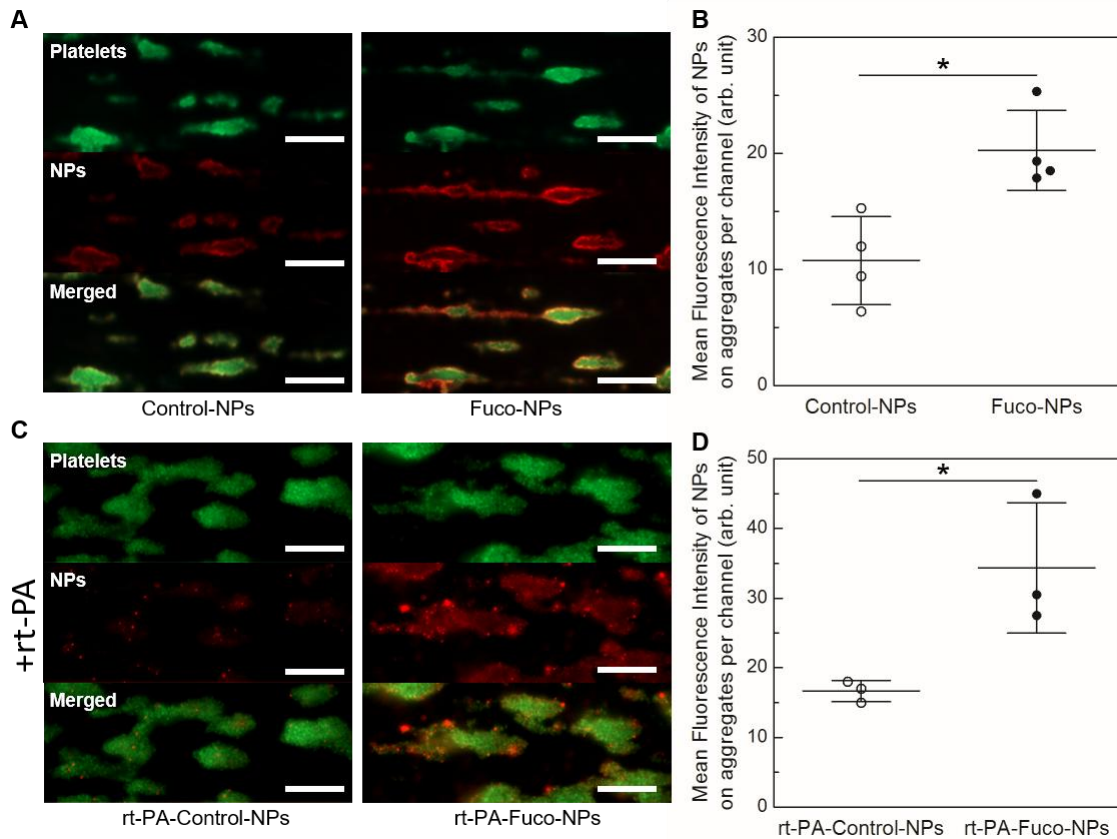 A
Platelets
NPs
Merged
Control-NPs
Fuco-NPs
B
Mean Fluorescence Intensity of NPs
on aggregates per channel (arb. unit)
30
20
10
0
*
Control-NPs
Fuco-NPs
C
+rt-PA
Platelets
NPs
Merged
rt-PA-Control-NPs
rt-PA-Fuco-NPs
D
Mean Fluorescence Intensity of NPs
on aggregates per channel (arb. unit)
50
40
30
20
10
0
*
rt-PA-Control-NPs
rt-PA-Fuco-NPs